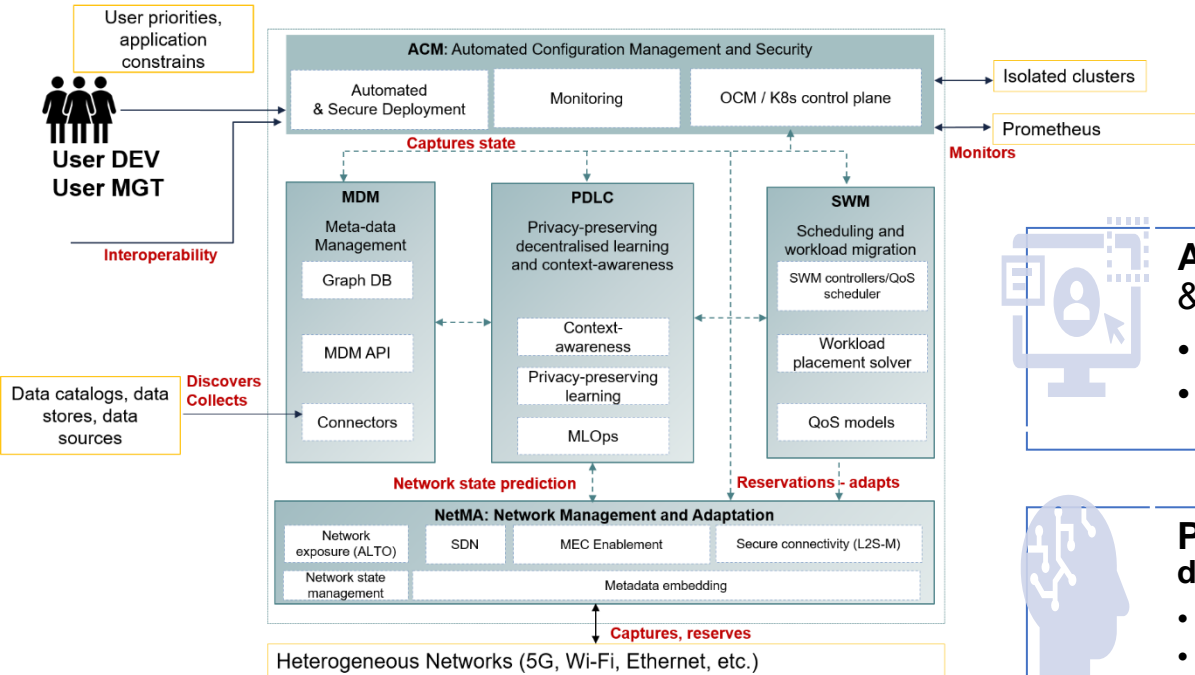 User priorities,
application
constrains
User DEV
User MGT
Interoperability
Data catalogs, data
stores, data
sources
Discovers
Collects
ACM: Automated Configuration Management and Security
Automated
& Secure Deployment
Monitoring
OCM / K8s control plane
Isolated clusters
Prometheus
Monitors
Captures state
MDM
Meta-data
Management
Graph DB
MDM API
Connectors
PDLC
Privacy-preserving
decentralised learning
and context-awareness
Context-
awareness
Privacy-preserving
learning
MLOps
SWM
Scheduling and
workload migration
SWM controllers/QoS
scheduler
Workload
placement solver
QoS models
Network state prediction
Reservations - adapts
NetMA: Network Management and Adaptation
Network
exposure (ALTO)
SDN
MEC Enablement
Secure connectivity (L2S-M)
Network state
management
Metadata embedding
Captures, reserves
Heterogeneous Networks (5G, Wi-Fi, Ethernet, etc.)
&